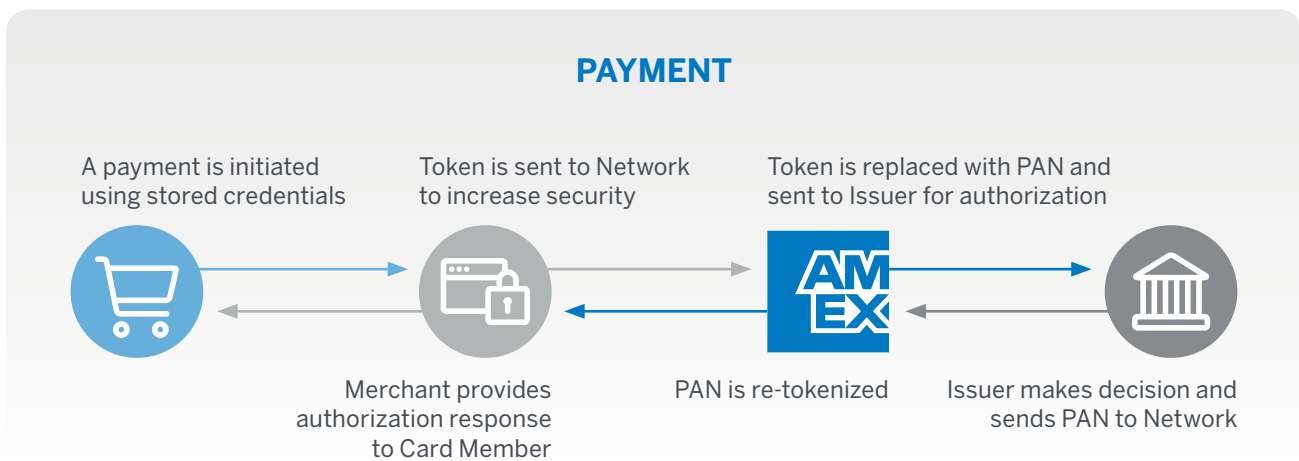 PAYMENT
A payment is initiated
using stored credentials
Token is sent to Network
to increase security
Token is replaced with PAN and
sent to Issuer for authorization
AM
EX
Merchant provides
authorization response
to Card Member
PAN is re-tokenized
Issuer makes decision and
sends PAN to Network